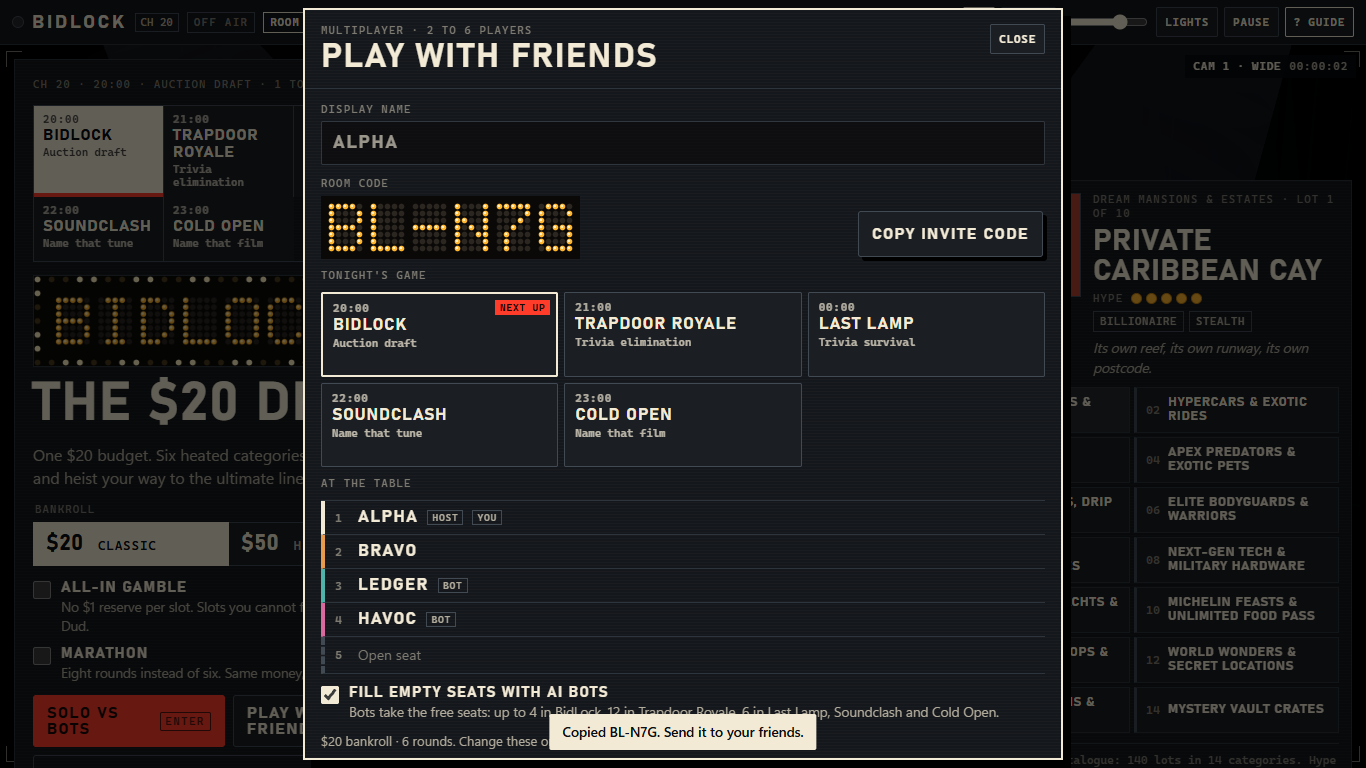 BIDLOCK
CH 20
OFF AIR
ROOM
LIGHTS
PAUSE
? GUIDE
CAM 1 · WIDE 00:00:02
CH 20 · 20:00 · AUCTION DRAFT · 1 TO
20:00
BIDLOCK
Auction draft
21:00
TRAPDOOR
ROYALE
Trivia
elimination
22:00
SOUNDCLASH
Name that tune
23:00
COLD OPEN
Name that film
BIDLOC
THE $20 D
One $20 budget. Six heated categories
and heist your way to the ultimate line
BANKROLL
$20 CLASSIC
$50 H
ALL-IN GAMBLE
No $1 reserve per slot. Slots you cannot f
Dud.
MARATHON
Eight rounds instead of six. Same money,
SOLO VS
BOTS
ENTER
PLAY W
FRIEN
MULTIPLAYER · 2 TO 6 PLAYERS
PLAY WITH FRIENDS
CLOSE
DISPLAY NAME
ALPHA
ROOM CODE
BL-N7G
COPY INVITE CODE
TONIGHT'S GAME
20:00
NEXT UP
BIDLOCK
Auction draft
21:00
TRAPDOOR ROYALE
Trivia elimination
00:00
LAST LAMP
Trivia survival
22:00
SOUNDCLASH
Name that tune
23:00
COLD OPEN
Name that film
AT THE TABLE
1 ALPHA HOST YOU
2 BRAVO
3 LEDGER BOT
4 HAVOC BOT
5 Open seat
FILL EMPTY SEATS WITH AI BOTS
Bots take the free seats: up to 4 in BidLock, 12 in Trapdoor Royale, 6 in Last Lamp, Soundclash and Cold Open.
$20 bankroll · 6 rounds. Change these o
Copied BL-N7G. Send it to your friends.
DREAM MANSIONS & ESTATES · LOT 1
OF 10
PRIVATE
CARIBBEAN CAY
HYPE
BILLIONAIRE
STEALTH
Its own reef, its own runway, its own
postcode.
S &
02 HYPERCARS & EXOTIC
RIDES
04 APEX PREDATORS &
EXOTIC PETS
S, DRIP
06 ELITE BODYGUARDS &
WARRIORS
S
08 NEXT-GEN TECH &
MILITARY HARDWARE
CHTS &
10 MICHELIN FEASTS &
UNLIMITED FOOD PASS
OPS &
12 WORLD WONDERS &
SECRET LOCATIONS
S &
14 MYSTERY VAULT CRATES
atalogue: 140 lots in 14 categories. Hype